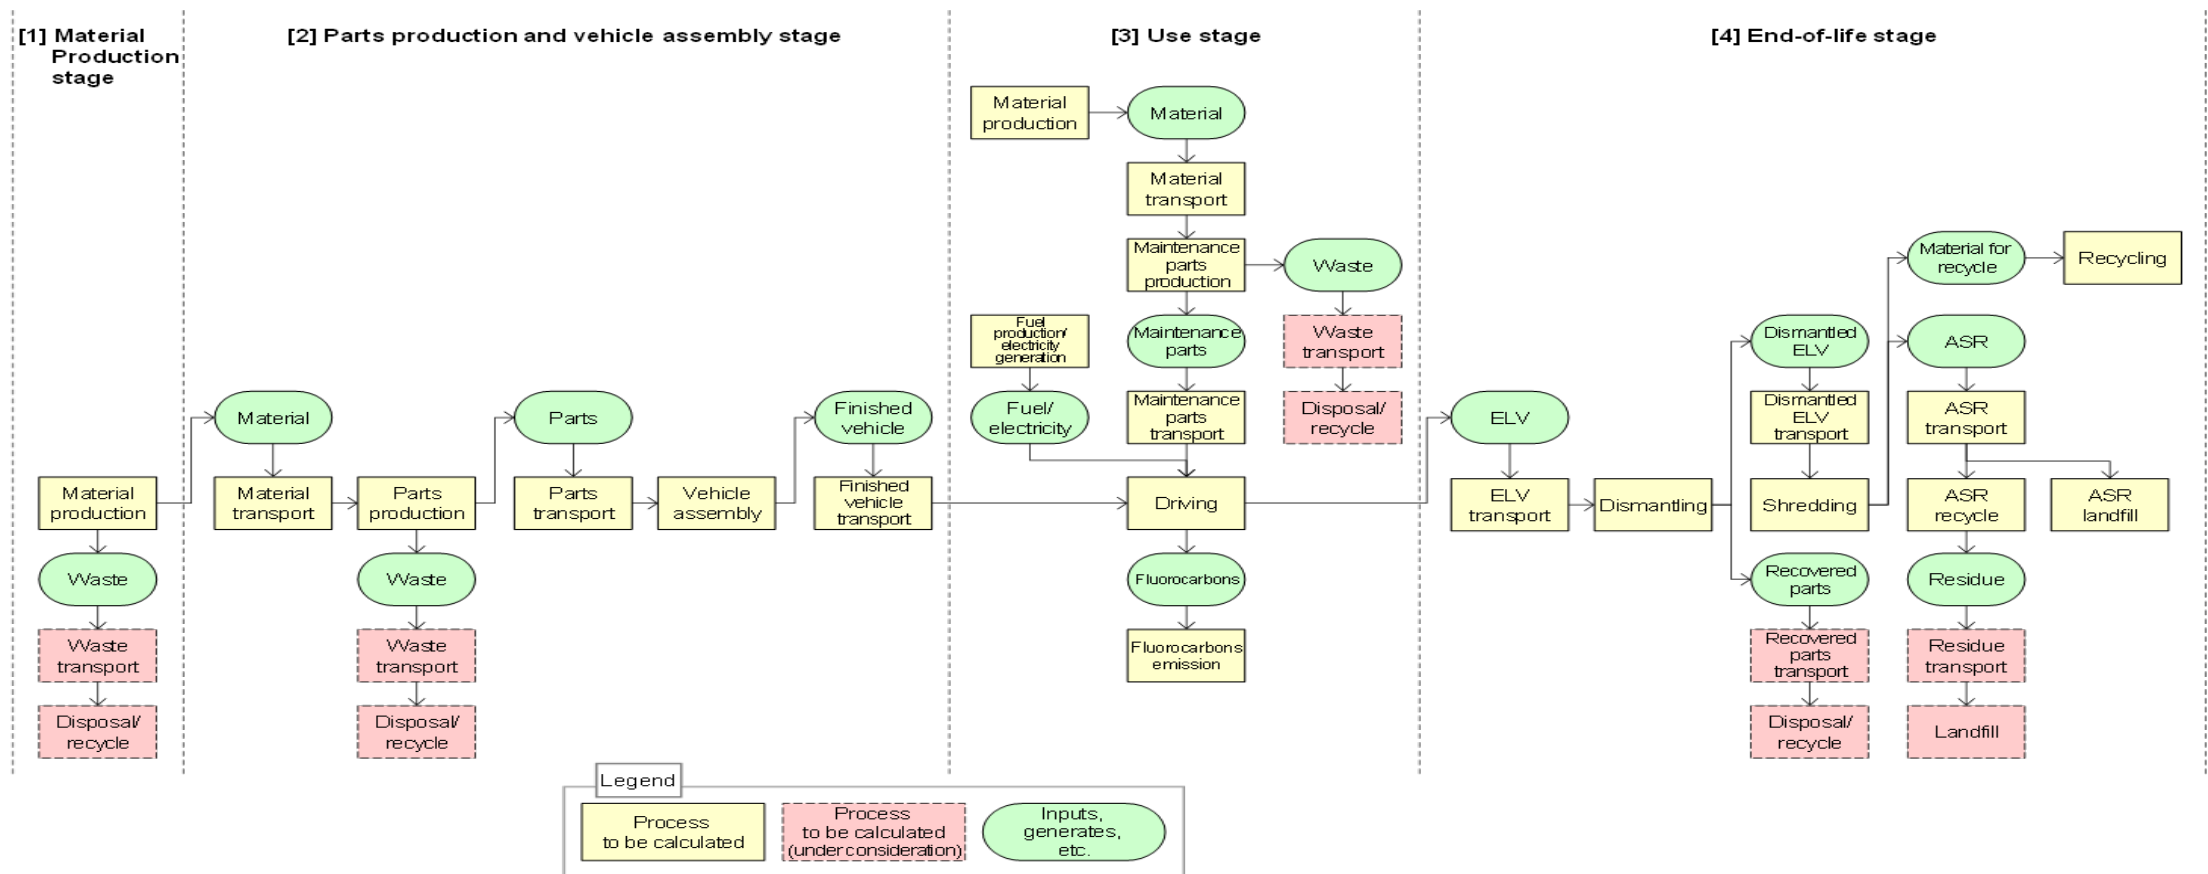 [1] Material
Production
stage
[2] Parts production and vehicle assembly stage
[3] Use stage
[4] End-of-life stage
Material
production
Waste
Waste
transport
Disposal/
recycle
Material
Material
transport
Parts
production
Waste
Waste
transport
Disposal/
recycle
Parts
Parts
transport
Vehicle
assembly
Finished
vehicle
Finished
vehicle
transport
Material
production
Material
Material
transport
Maintenance
parts
production
Waste
Waste
transport
Disposal/
recycle
Fuel
production/
electricity
generation
Fuel/
electricity
Maintenance
parts
Maintenance
parts
transport
Driving
Fluorocarbons
Fluorocarbons
emission
ELV
ELV
transport
Dismantling
Dismantled
ELV
Dismantled
ELV
transport
Shredding
Recovered
parts
Recovered
parts
transport
Disposal/
recycle
Material for
recycle
Recycling
ASR
ASR
transport
ASR
recycle
ASR
landfill
Residue
Residue
transport
Landfill
Legend
Process
to be calculated
Process
to be calculated
(under consideration)
Inputs,
generates,
etc.